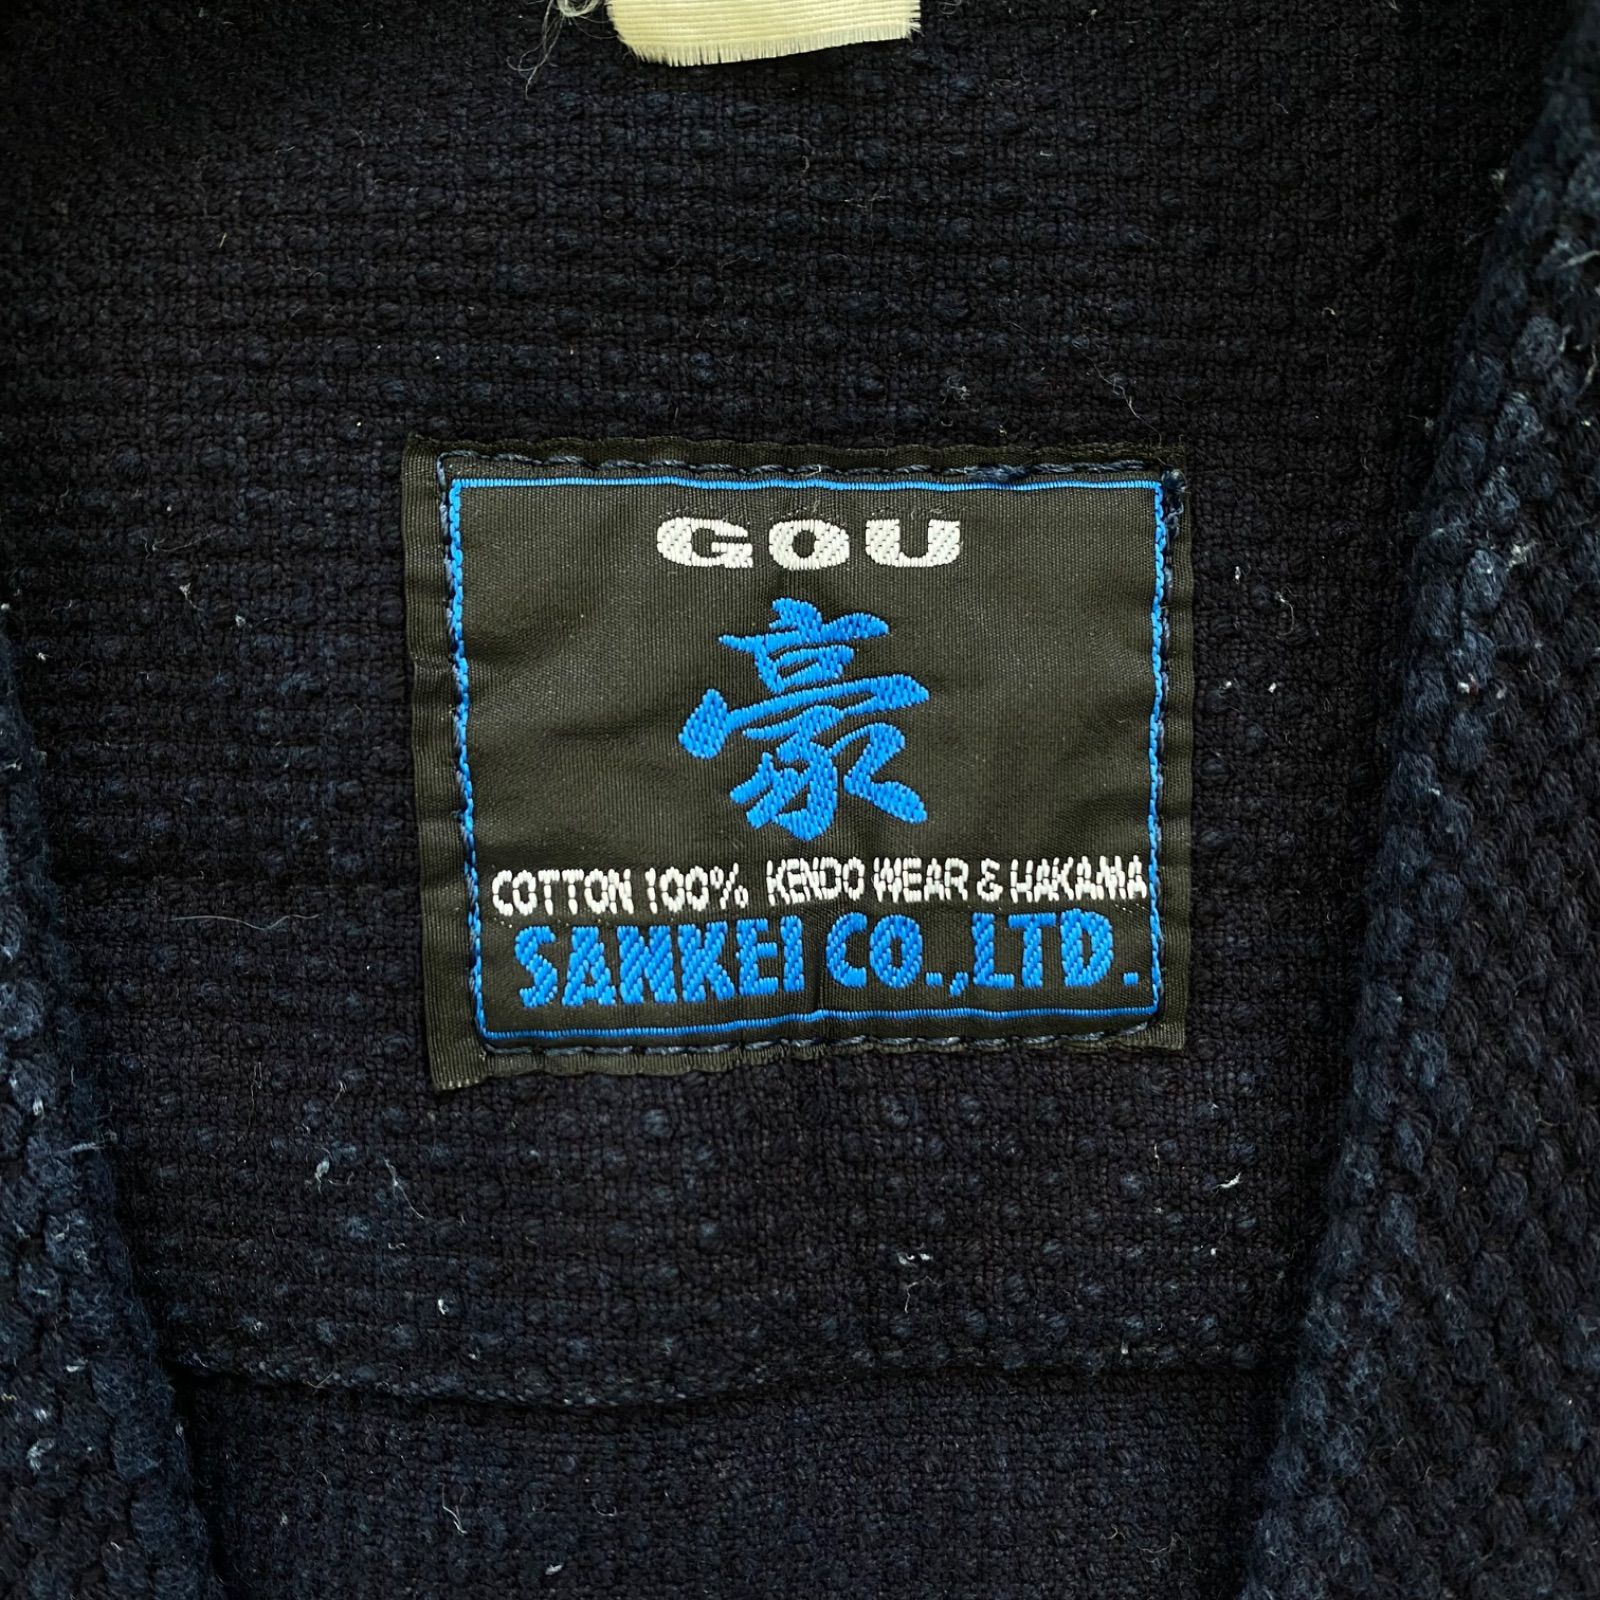 GOU
豪
COTTON 100% KENDO WEAR & HAKAMA
SANKEI CO.,LTD.